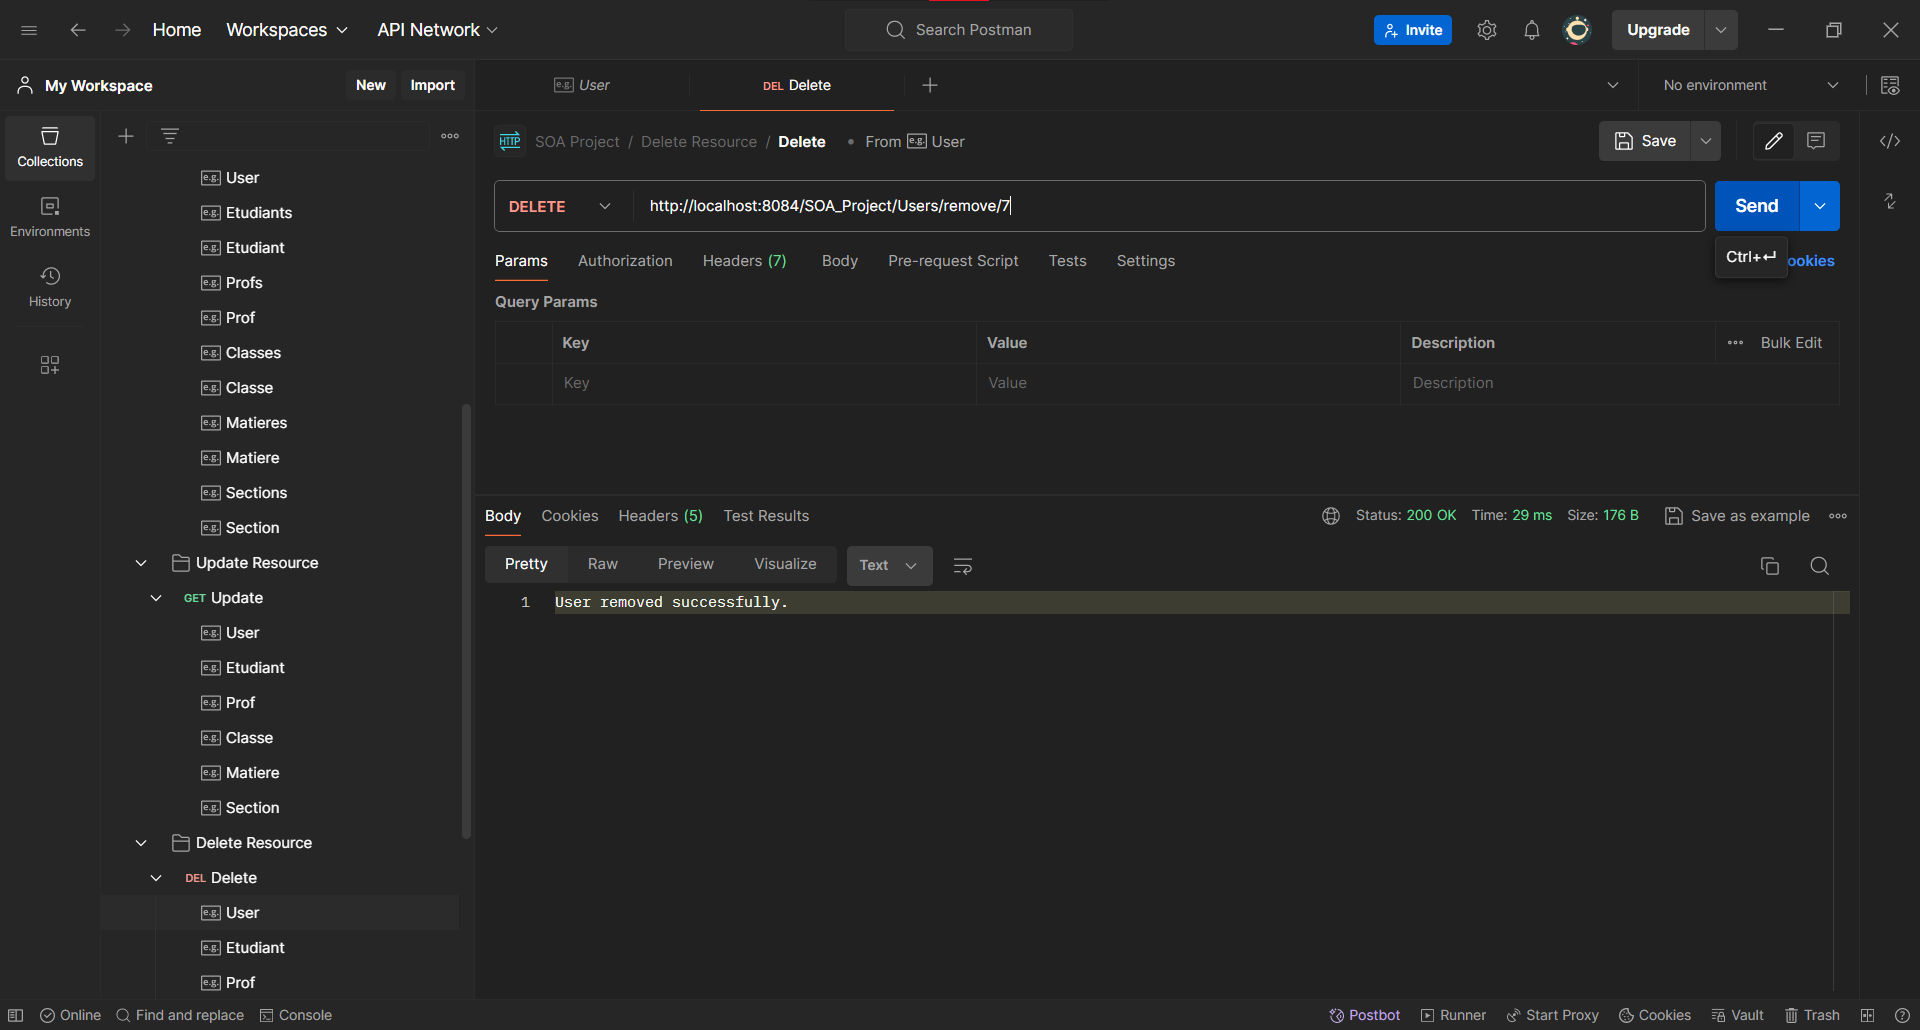 Home Workspaces API Network Search Postman Invite Upgrade
My Workspace New Import e.g. User DEL Delete No environment
Collections
Environments
History
e.g. User
e.g. Etudiants
e.g. Etudiant
e.g. Profs
e.g. Prof
e.g. Classes
e.g. Classe
e.g. Matieres
e.g. Matiere
e.g. Sections
e.g. Section
Update Resource
GET Update
e.g. User
e.g. Etudiant
e.g. Prof
e.g. Classe
e.g. Matiere
e.g. Section
Delete Resource
DEL Delete
e.g. User
e.g. Etudiant
e.g. Prof
HTTP SOA Project / Delete Resource / Delete • From e.g. User Save
DELETE http://localhost:8084/SOA_Project/Users/remove/7 Send
Params Authorization Headers (7) Body Pre-request Script Tests Settings Ctrl+↵ ookies
Query Params
Key Value Description Bulk Edit
Key Value Description
Body Cookies Headers (5) Test Results Status: 200 OK Time: 29 ms Size: 176 B Save as example
Pretty Raw Preview Visualize Text
1 User removed successfully.
Online Find and replace Console Postbot Runner Start Proxy Cookies Vault Trash